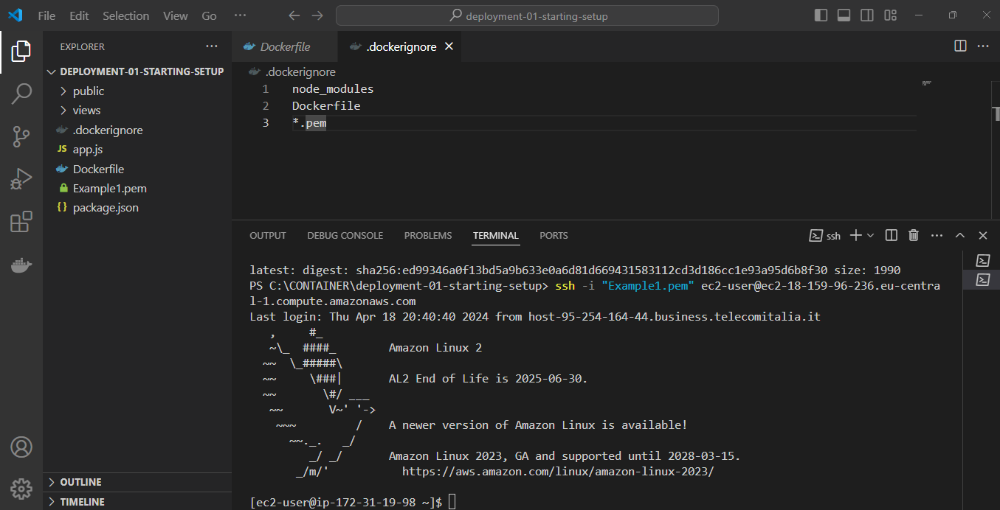 File Edit Selection View Go ··· deployment-01-starting-setup
EXPLORER ···
DEPLOYMENT-01-STARTING-SETUP
public
views
.dockerignore
JS app.js
Dockerfile
Example1.pem
{} package.json
OUTLINE
TIMELINE
Dockerfile .dockerignore
.dockerignore
1 node_modules
2 Dockerfile
3 *.pem
OUTPUT DEBUG CONSOLE PROBLEMS TERMINAL PORTS ssh
latest: digest: sha256:ed99346a0f13bd5a9b633e0a6d81d669431583112cd3d186cc1e93a95d6b8f30 size: 1990
PS C:\CONTAINER\deployment-01-starting-setup> ssh -i "Example1.pem" ec2-user@ec2-18-159-96-236.eu-centra
l-1.compute.amazonaws.com
Last login: Thu Apr 18 20:40:40 2024 from host-95-254-164-44.business.telecomitalia.it
   ,     #_
   ~\_  ####_        Amazon Linux 2
  ~~  \_#####\
  ~~     \###|       AL2 End of Life is 2025-06-30.
  ~~       \#/ ___
   ~~       V~' '->
    ~~~         /    A newer version of Amazon Linux is available!
      ~~._.   _/
         _/ _/       Amazon Linux 2023, GA and supported until 2028-03-15.
       _/m/'           https://aws.amazon.com/linux/amazon-linux-2023/
[ec2-user@ip-172-31-19-98 ~]$